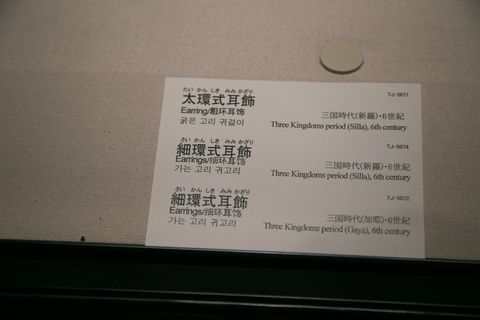 たい かん しき みみ かざり
太環式耳飾
Earring/粗环耳饰
굵은 고리 귀걸이
TJ-5071
三国時代(新羅)・6世紀
Three Kingdoms period (Silla), 6th century
さい かん しき みみ かざり
細環式耳飾
Earrings/细环耳饰
가는 고리 귀고리
TJ-5074
三国時代(新羅)・6世紀
Three Kingdoms period (Silla), 6th century
さい かん しき みみ かざり
細環式耳飾
Earrings/细环耳饰
가는 고리 귀고리
TJ-5072
三国時代(加耶)・6世紀
Three Kingdoms period (Gaya), 6th century